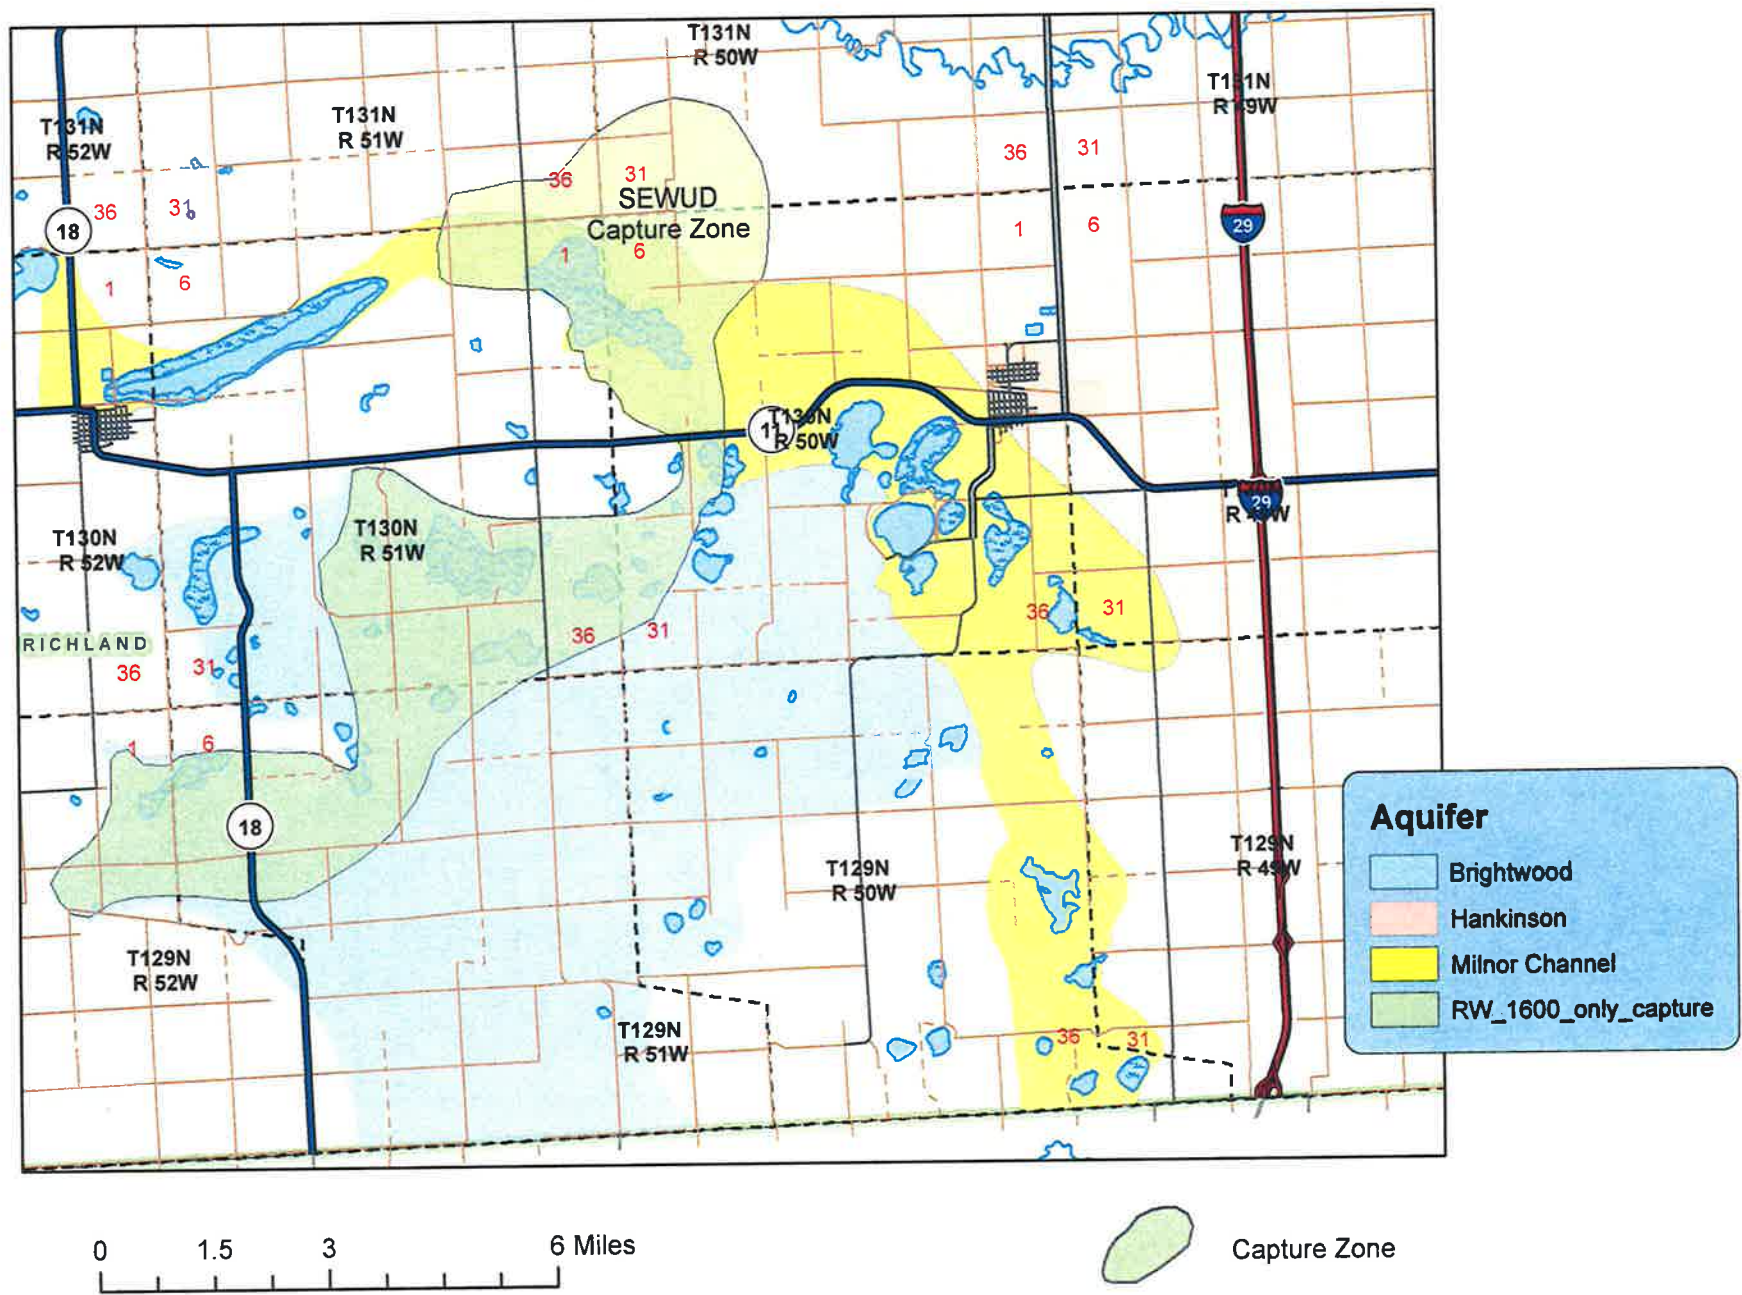 T131N
R 50W
T131N
R 51W
T131N
R 52W
36
31
36
31
SEWUD
Capture Zone
36
31
18
29
1
6
1
6
1
6
T130N
R 50W
29
T130N
R 51W
T130N
R 52W
RICHLAND
36
31
36
31
36
31
1
6
18
T129N
R 50W
T129N
R 49W
T129N
R 52W
T129N
R 51W
36
31
Aquifer
Brightwood
Hankinson
Milnor Channel
RW_1600_only_capture
0 1.5 3 6 Miles
Capture Zone